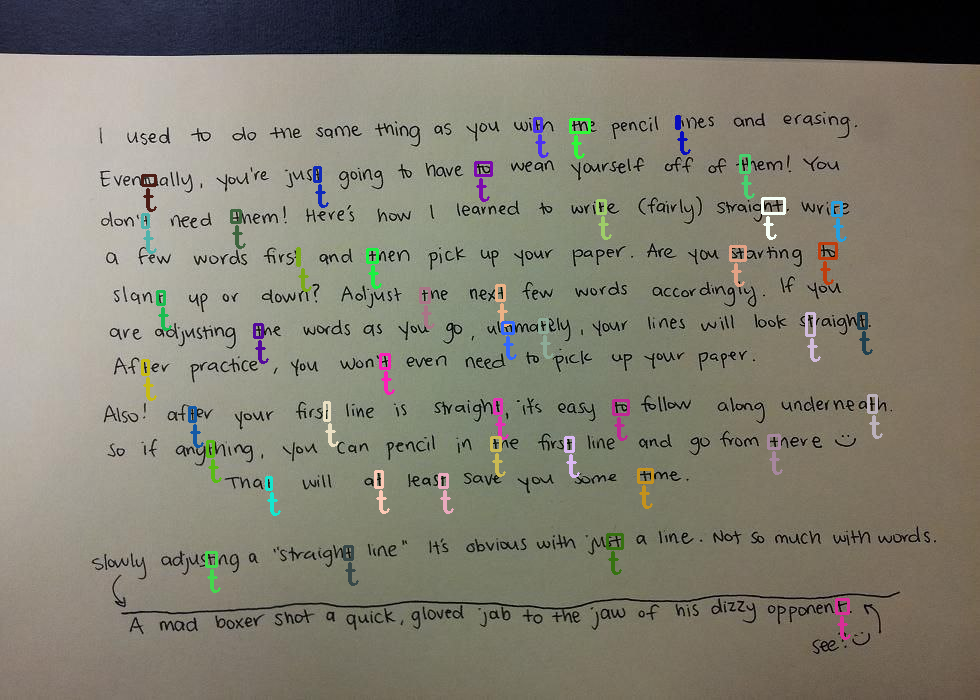 I used to do the same thing as you with the pencil lines and erasing.
Eventually, you're just going to have to wean yourself off of them! You
don't need them! Here's how I learned to write (fairly) straight. Write
a few words first and then pick up your paper. Are you starting to
slant up or down? Adjust the next few words accordingly. If you
are adjusting the words as you go, ultimately, your lines will look straight.
After practice, you won't even need to pick up your paper.
Also! after your first line is straight, it's easy to follow along underneath.
so if anything, you can pencil in the first line and go from there
That will at least save you some time.
slowly adjusting a "straight line" It's obvious with just a line. Not so much with words.
A mad boxer shot a quick, gloved jab to the jaw of his dizzy opponent.
see?